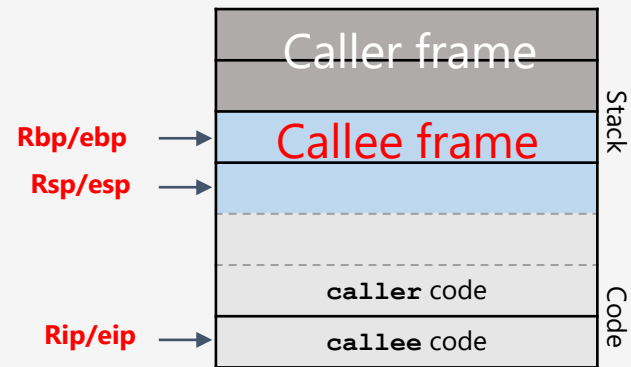 Caller frame
Stack
Rbp/ebp
Callee frame
Rsp/esp
caller code
Code
Rip/eip
callee code